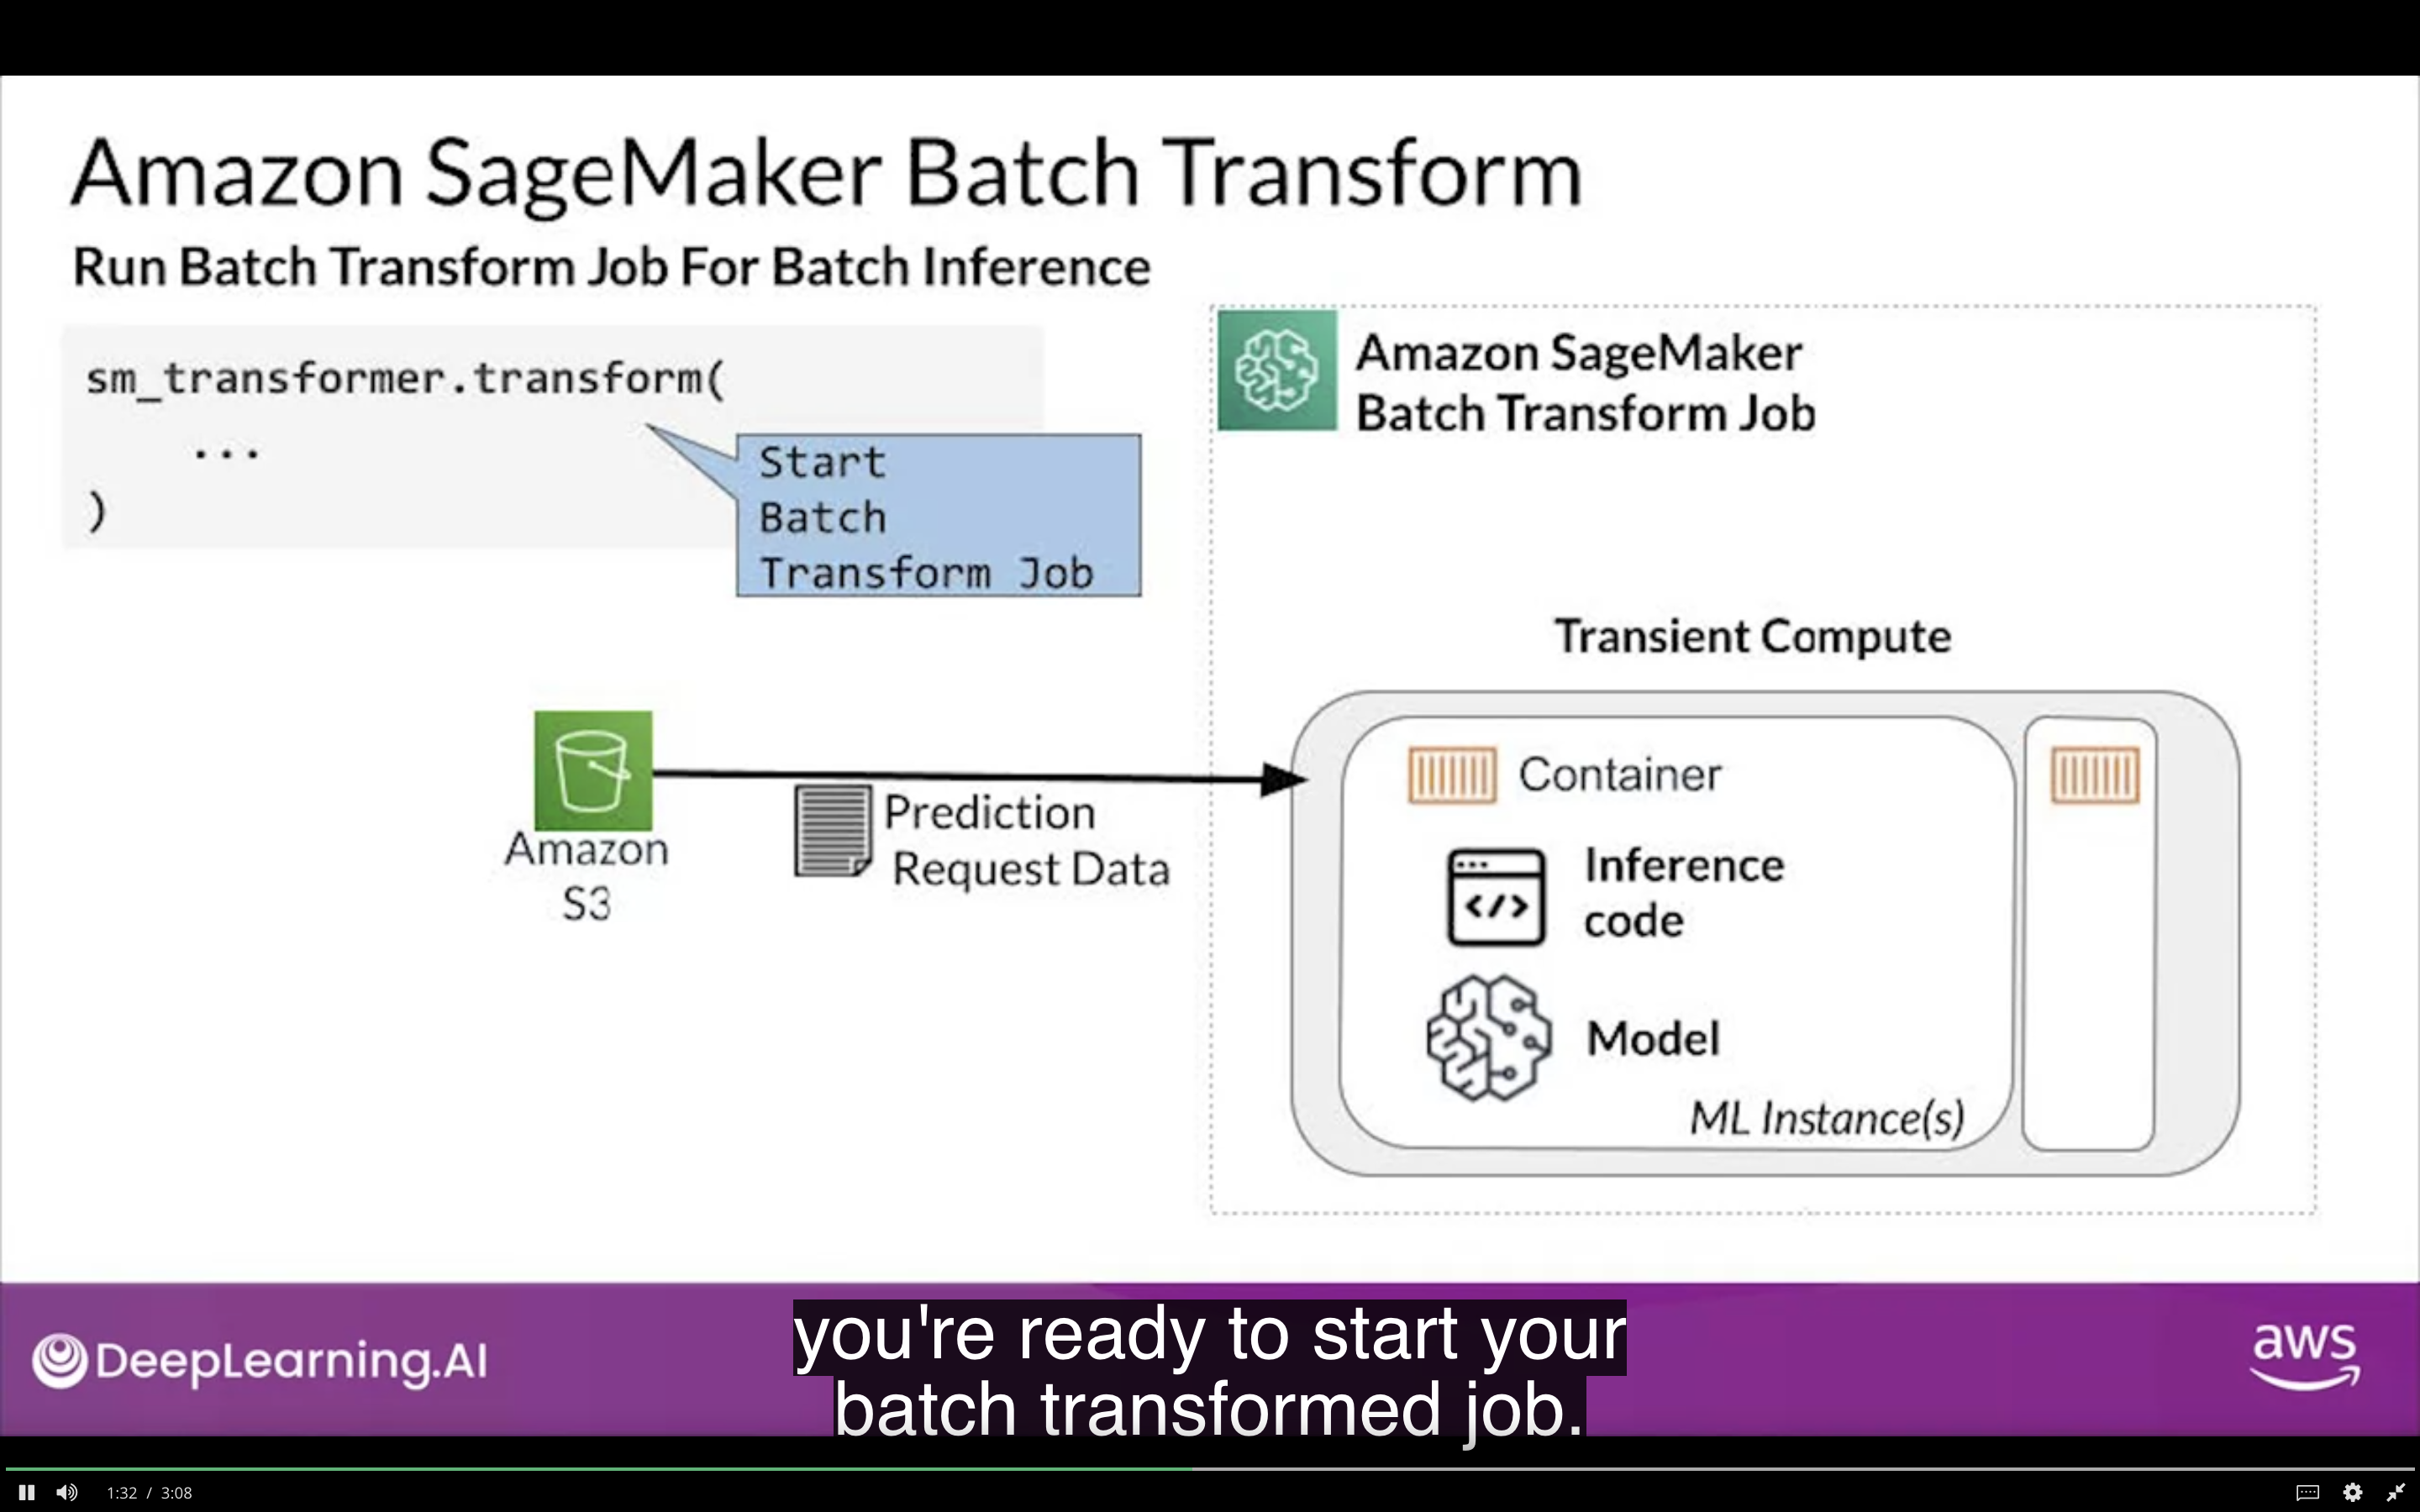 Amazon SageMaker Batch Transform
Run Batch Transform Job For Batch Inference
sm_transformer.transform(
...
)
Start
Batch
Transform Job
Amazon SageMaker
Batch Transform Job
Transient Compute
Amazon
S3
Prediction
Request Data
Container
</>
Inference
code
Model
ML Instance(s)
DeepLearning.AI
aws
you're ready to start your
batch transformed job.
1:32 / 3:08